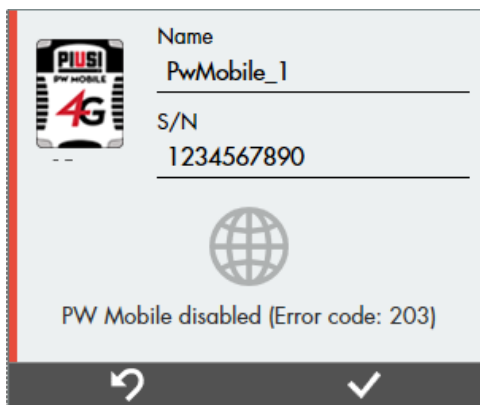 PIUSI
PW MOBILE
4G
--
Name
PwMobile_1
S/N
1234567890
PW Mobile disabled (Error code: 203)